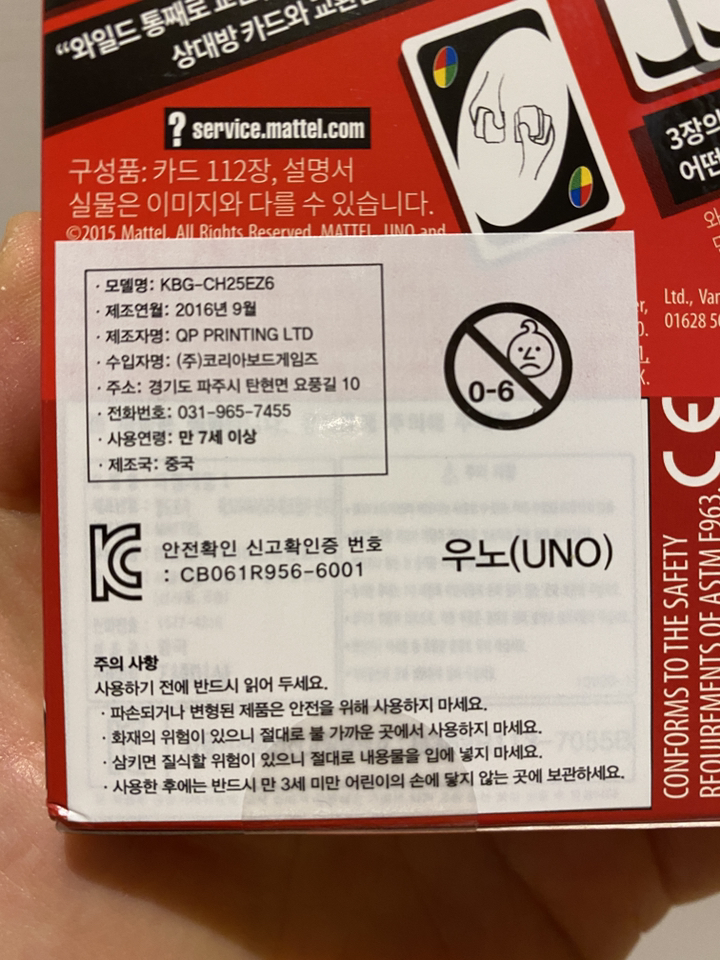 “와일드 통째로
상대방 카드와 교환
? service.mattel.com
구성품: 카드 112장, 설명서
실물은 이미지와 다를 수 있습니다.
©2015 Mattel. All Rights Reserved. MATTEL, UNO and
3장의
어떤
Ltd., Van
01628 50
· 모델명: KBG-CH25EZ6
· 제조연월: 2016년 9월
· 제조자명: QP PRINTING LTD
· 수입자명: (주)코리아보드게임즈
· 주소: 경기도 파주시 탄현면 요풍길 10
· 전화번호: 031-965-7455
· 사용연령: 만 7세 이상
· 제조국: 중국
0-6
안전확인 신고확인증 번호
: CB061R956-6001
우노(UNO)
주의 사항
사용하기 전에 반드시 읽어 두세요.
· 파손되거나 변형된 제품은 안전을 위해 사용하지 마세요.
· 화재의 위험이 있으니 절대로 불 가까운 곳에서 사용하지 마세요.
· 삼키면 질식할 위험이 있으니 절대로 내용물을 입에 넣지 마세요.
· 사용한 후에는 반드시 만 3세 미만 어린이의 손에 닿지 않는 곳에 보관하세요.
CE
CONFORMS TO THE SAFETY
REQUIREMENTS OF ASTM F963,